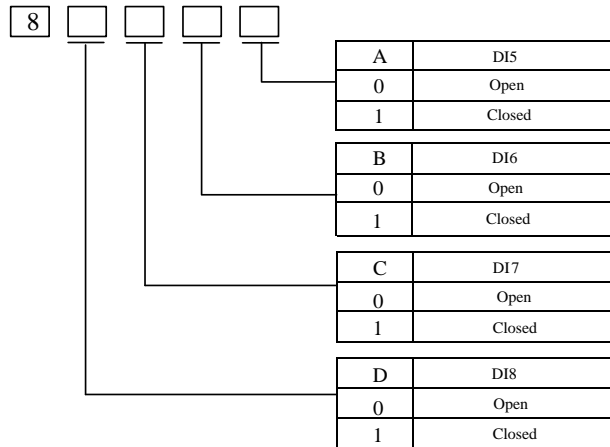 8
A DI5
0 Open
1 Closed
B DI6
0 Open
1 Closed
C DI7
0 Open
1 Closed
D DI8
0 Open
1 Closed